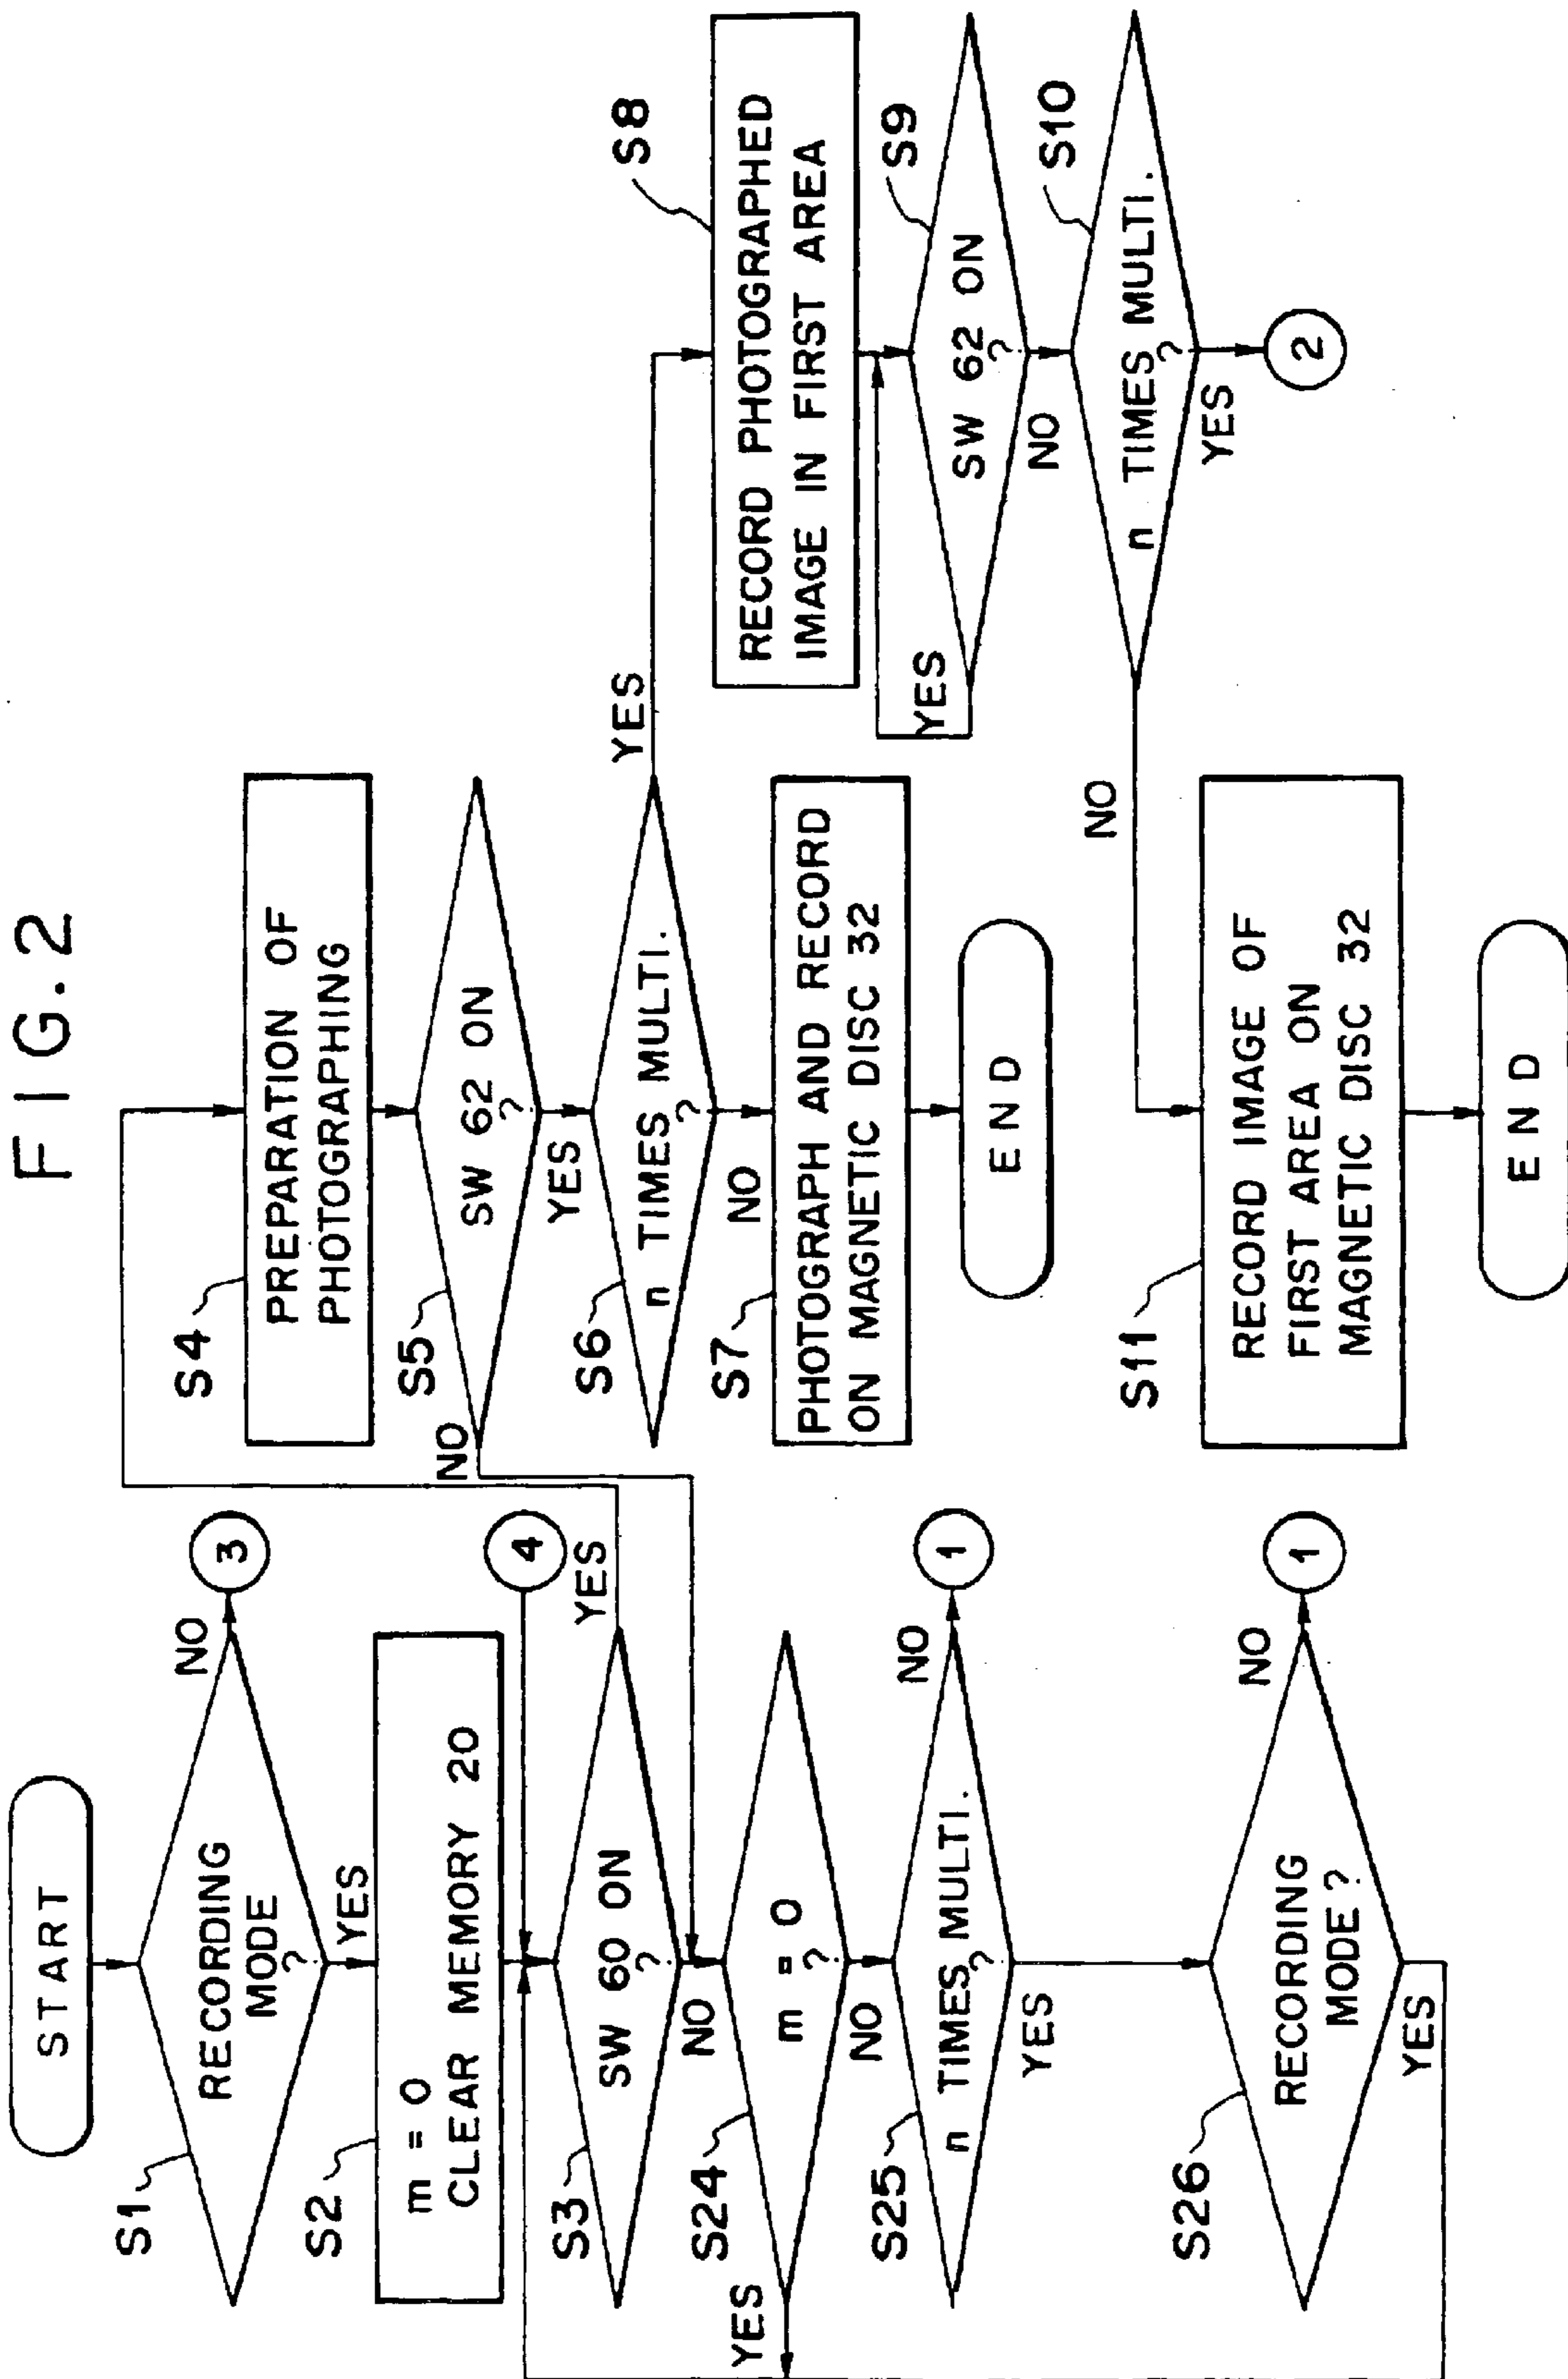 FIG.2
START
S1
RECORDING
MODE
?
NO
3
YES
S2
m = 0
CLEAR MEMORY 20
4
S3
SW 60 ON
?
YES
NO
S24
m = 0
?
YES
NO
S25
n TIMES MULTI.
?
NO
1
YES
S26
RECORDING
MODE?
NO
1
YES
S4
PREPARATION OF
PHOTOGRAPHING
S5
SW 62 ON
?
NO
YES
S6
n TIMES MULTI.
?
YES
NO
S7
PHOTOGRAPH AND RECORD
ON MAGNETIC DISC 32
END
S8
RECORD PHOTOGRAPHED
IMAGE IN FIRST AREA
S9
SW 62 ON
?
YES
NO
S10
n TIMES MULTI.
?
NO
YES
2
S11
RECORD IMAGE OF
FIRST AREA ON
MAGNETIC DISC 32
END